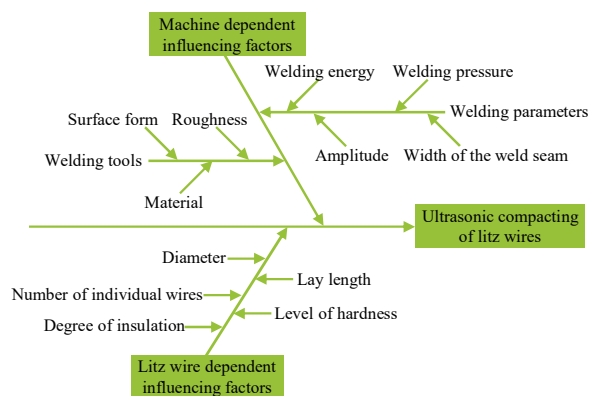 Machine dependent
influencing factors
Welding energy
Welding pressure
Surface form
Roughness
Welding parameters
Welding tools
Amplitude
Width of the weld seam
Material
Ultrasonic compacting
of litz wires
Diameter
Lay length
Number of individual wires
Level of hardness
Degree of insulation
Litz wire dependent
influencing factors